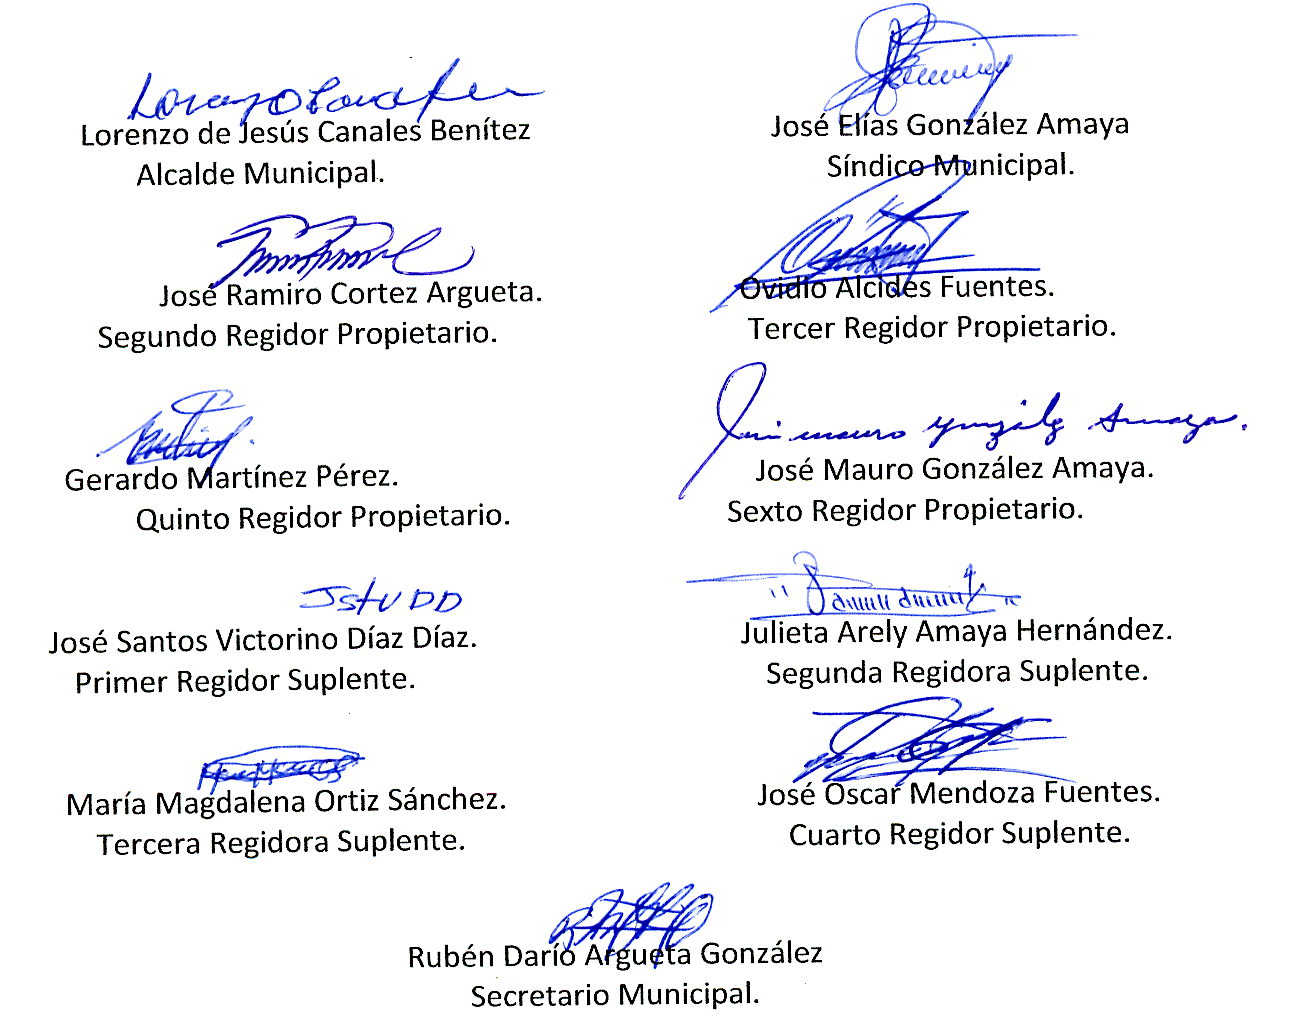 Lorenzo de Jesús Canales Benítez
Alcalde Municipal.
José Elías González Amaya
Síndico Municipal.
José Ramiro Cortez Argueta.
Segundo Regidor Propietario.
Ovidio Alcides Fuentes.
Tercer Regidor Propietario.
Gerardo Martínez Pérez.
Quinto Regidor Propietario.
José Mauro González Amaya.
Sexto Regidor Propietario.
JStVDD
José Santos Victorino Díaz Díaz.
Primer Regidor Suplente.
Julieta Arely Amaya Hernández.
Segunda Regidora Suplente.
María Magdalena Ortiz Sánchez.
Tercera Regidora Suplente.
José Oscar Mendoza Fuentes.
Cuarto Regidor Suplente.
Rubén Darío Argueta González
Secretario Municipal.